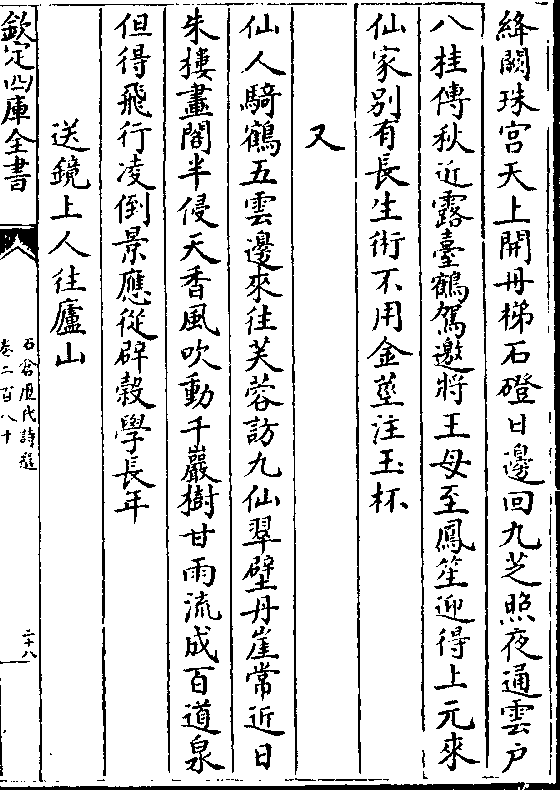 絳闕珠宮天上開丹梯石磴日邊回九芝照夜通雲户
八桂傳秋近露臺鶴駕邀將王母至鳳笙迎得上元來
仙家别有長生術不用金莖注玉杯
又
仙人騎鶴五雲邊來往芙蓉訪九仙翠壁丹崖常近日
朱樓畫閣半侵天香風吹動千巖樹甘雨流成百道泉
但得飛行凌倒景應從辟榖學長年
送鏡上人往廬山
欽定四庫全書
石倉歴代詩選
卷二百八十
二十八